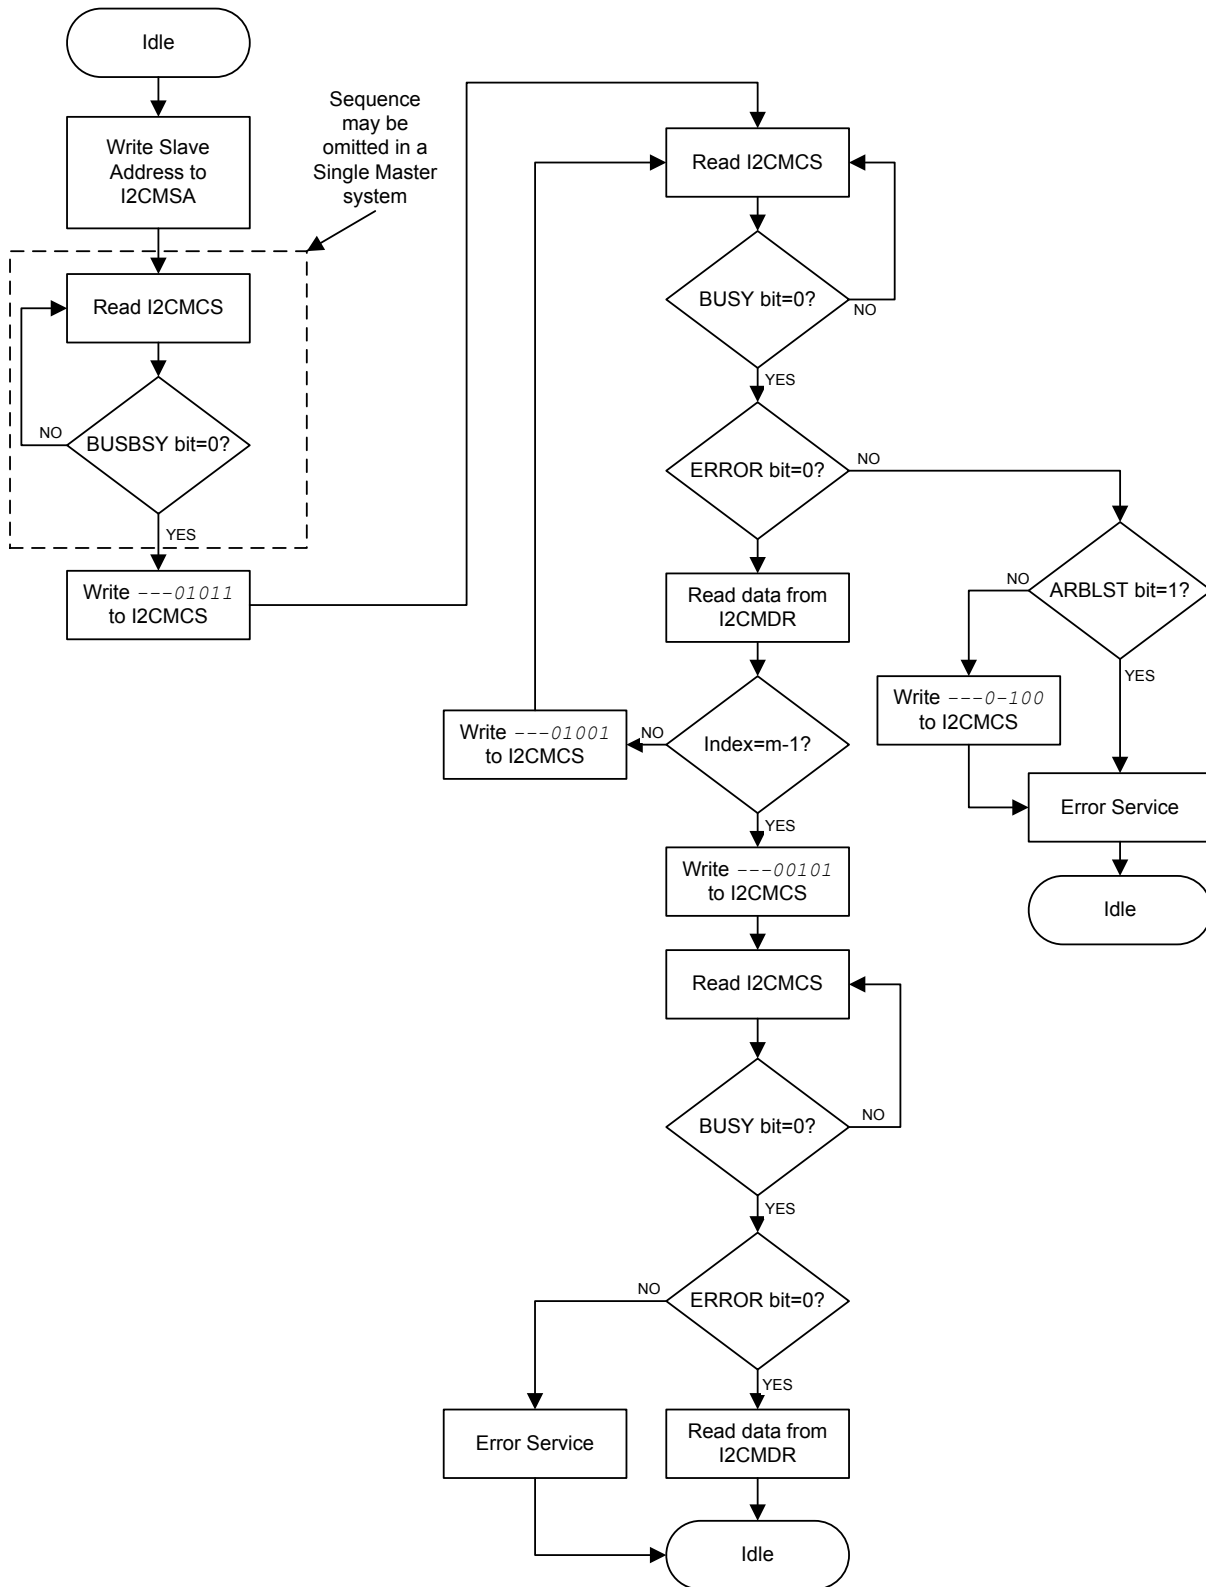 Idle
Write Slave
Address to
I2CMSA
Sequence
may be
omitted in a
Single Master
system
Read I2CMCS
BUSBSY bit=0?
NO
YES
Write ---01011
to I2CMCS
Read I2CMCS
BUSY bit=0?
NO
YES
ERROR bit=0?
NO
Read data from
I2CMDR
ARBLST bit=1?
NO
YES
Write ---0-100
to I2CMCS
Error Service
Idle
Index=m-1?
NO
Write ---01001
to I2CMCS
YES
Write ---00101
to I2CMCS
Read I2CMCS
BUSY bit=0?
NO
YES
ERROR bit=0?
NO
YES
Error Service
Read data from
I2CMDR
Idle